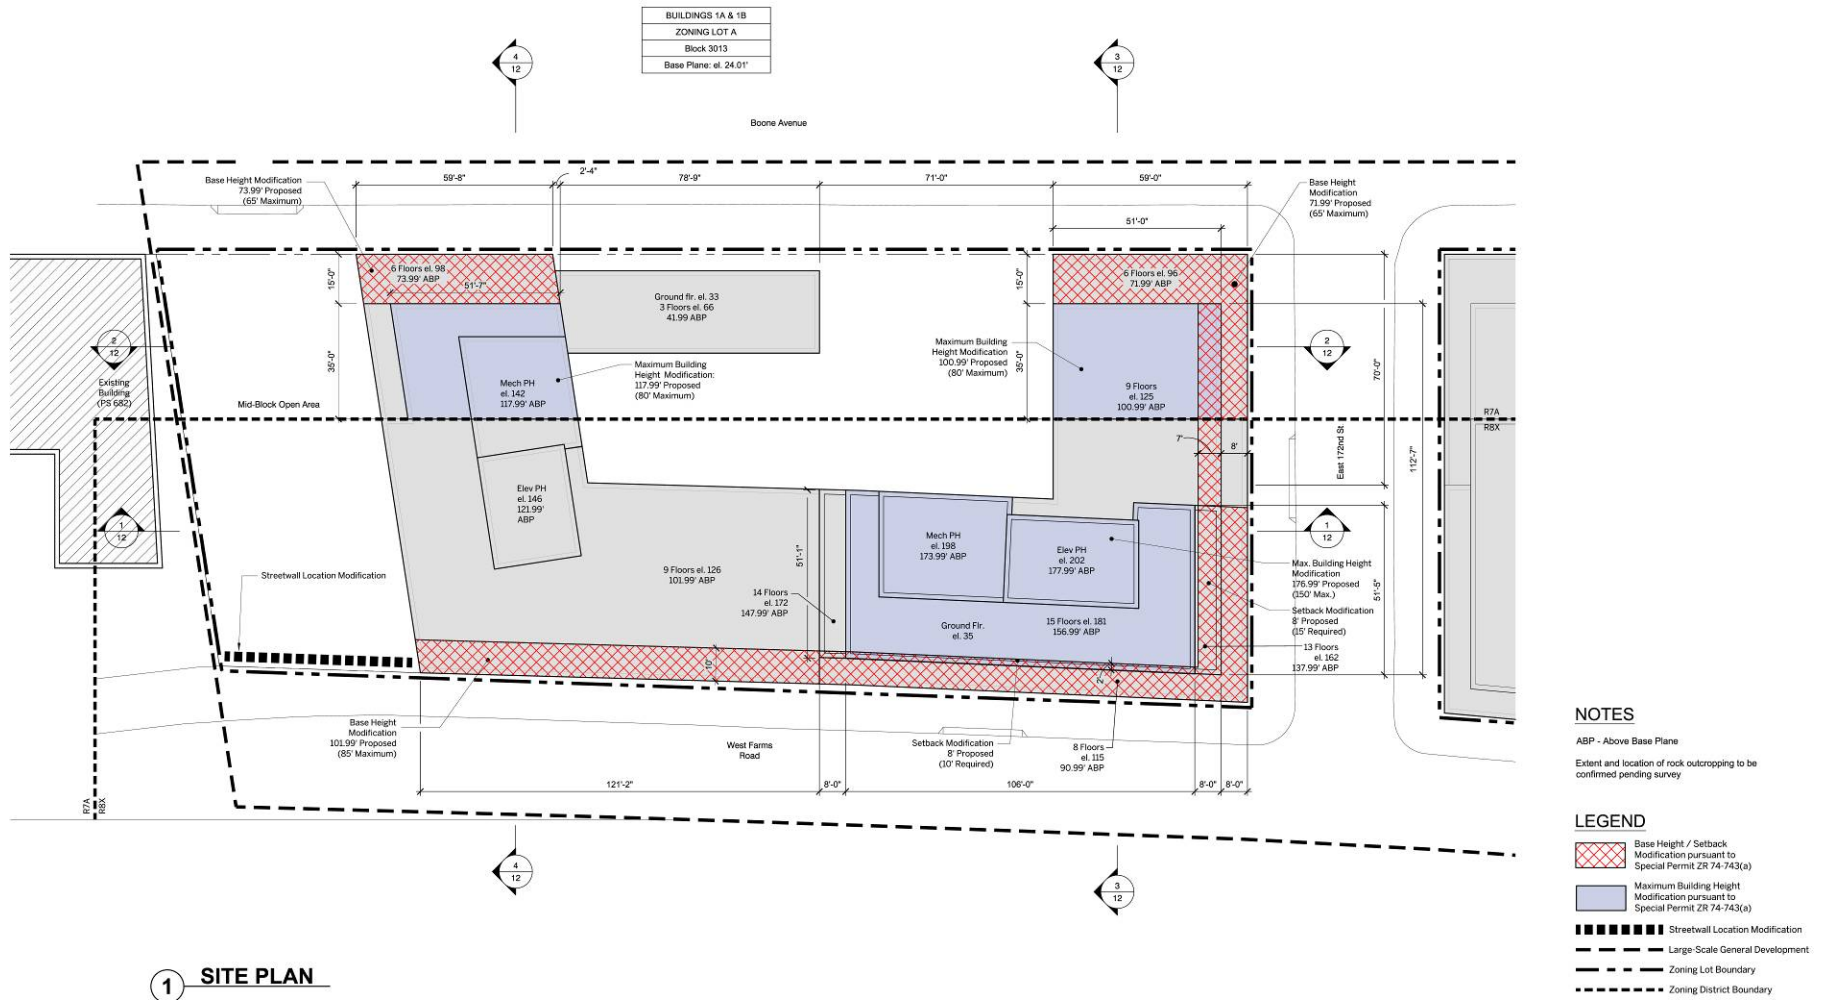 BUILDINGS 1A & 1B
ZONING LOT A
Block 3013
Base Plane: el. 24.01'
4
12
3
12
Boone Avenue
Base Height Modification
73.99' Proposed
(65' Maximum)
59'-8"
2'-4"
78'-9"
71'-0"
59'-0"
51'-0"
Base Height
Modification
71.99' Proposed
(65' Maximum)
15'-0"
6 Floors el. 98
73.99' ABP
51'-7"
Ground flr. el. 33
3 Floors el. 66
41.99 ABP
15'-0"
6 Floors el. 96
71.99' ABP
2
12
Existing
Building
(PS 682)
35'-0"
Mech PH
el. 142
117.99' ABP
Maximum Building
Height Modification:
117.99' Proposed
(80' Maximum)
Maximum Building
Height Modification
100.99' Proposed
(80' Maximum)
35'-0"
9 Floors
el. 125
100.99' ABP
2
12
70'-0"
Mid-Block Open Area
R7A
R8X
7'
8'
East 172nd St
112'-7"
Elev PH
el. 146
121.99'
ABP
1
12
1
12
Mech PH
el. 198
173.99' ABP
Elev PH
el. 202
177.99' ABP
51'-1"
9 Floors el. 126
101.99' ABP
Streetwall Location Modification
14 Floors
el. 172
147.99' ABP
Ground Flr.
el. 35
15 Floors el. 181
156.99' ABP
Max. Building Height
Modification
176.99' Proposed
(150' Max.)
51'-5"
Setback Modification
8' Proposed
(15' Required)
13 Floors
el. 162
137.99' ABP
10'
2'
Base Height
Modification
101.99' Proposed
(85' Maximum)
West Farms
Road
Setback Modification
8' Proposed
(10' Required)
8 Floors
el. 115
90.99' ABP
R7A
R8X
121'-2"
8'-0"
106'-0"
8'-0"
8'-0"
4
12
3
12
NOTES
ABP - Above Base Plane
Extent and location of rock outcropping to be
confirmed pending survey
LEGEND
Base Height / Setback
Modification pursuant to
Special Permit ZR 74-743(a)
Maximum Building Height
Modification pursuant to
Special Permit ZR 74-743(a)
Streetwall Location Modification
Large-Scale General Development
Zoning Lot Boundary
Zoning District Boundary
1
SITE PLAN